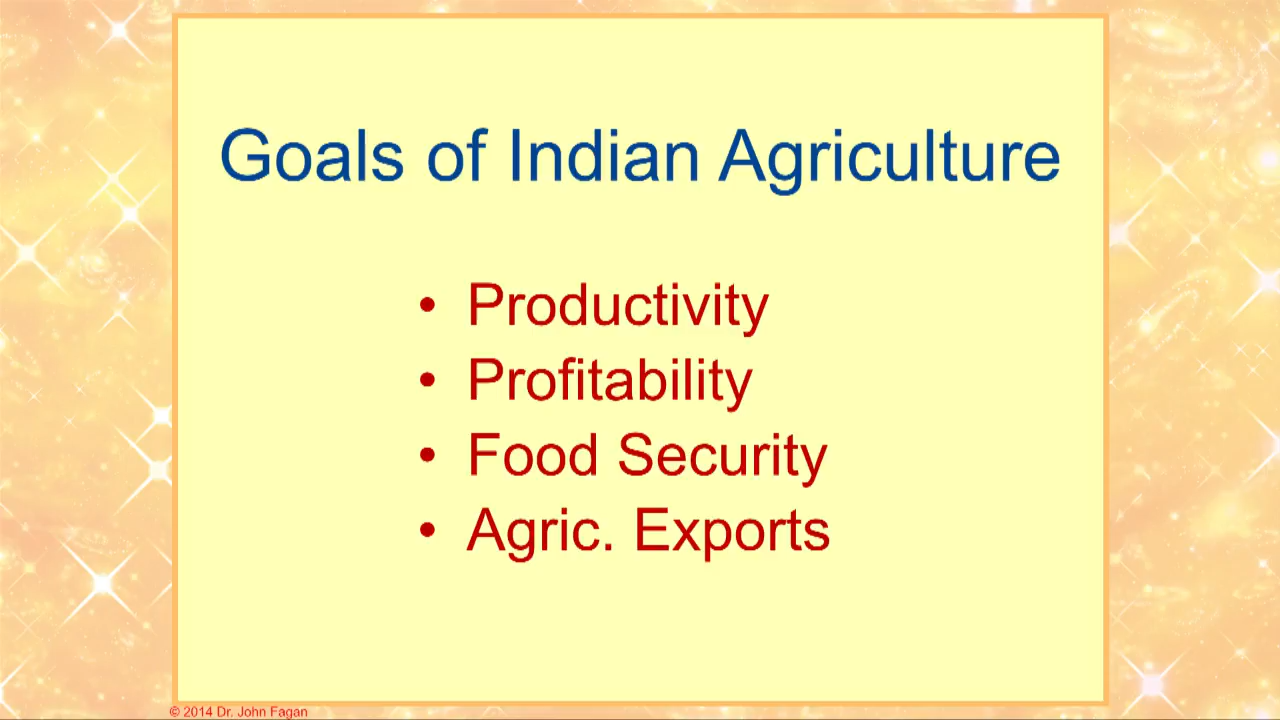 Goals of Indian Agriculture
• Productivity
• Profitability
• Food Security
• Agric. Exports
© 2014 Dr. John Fagan